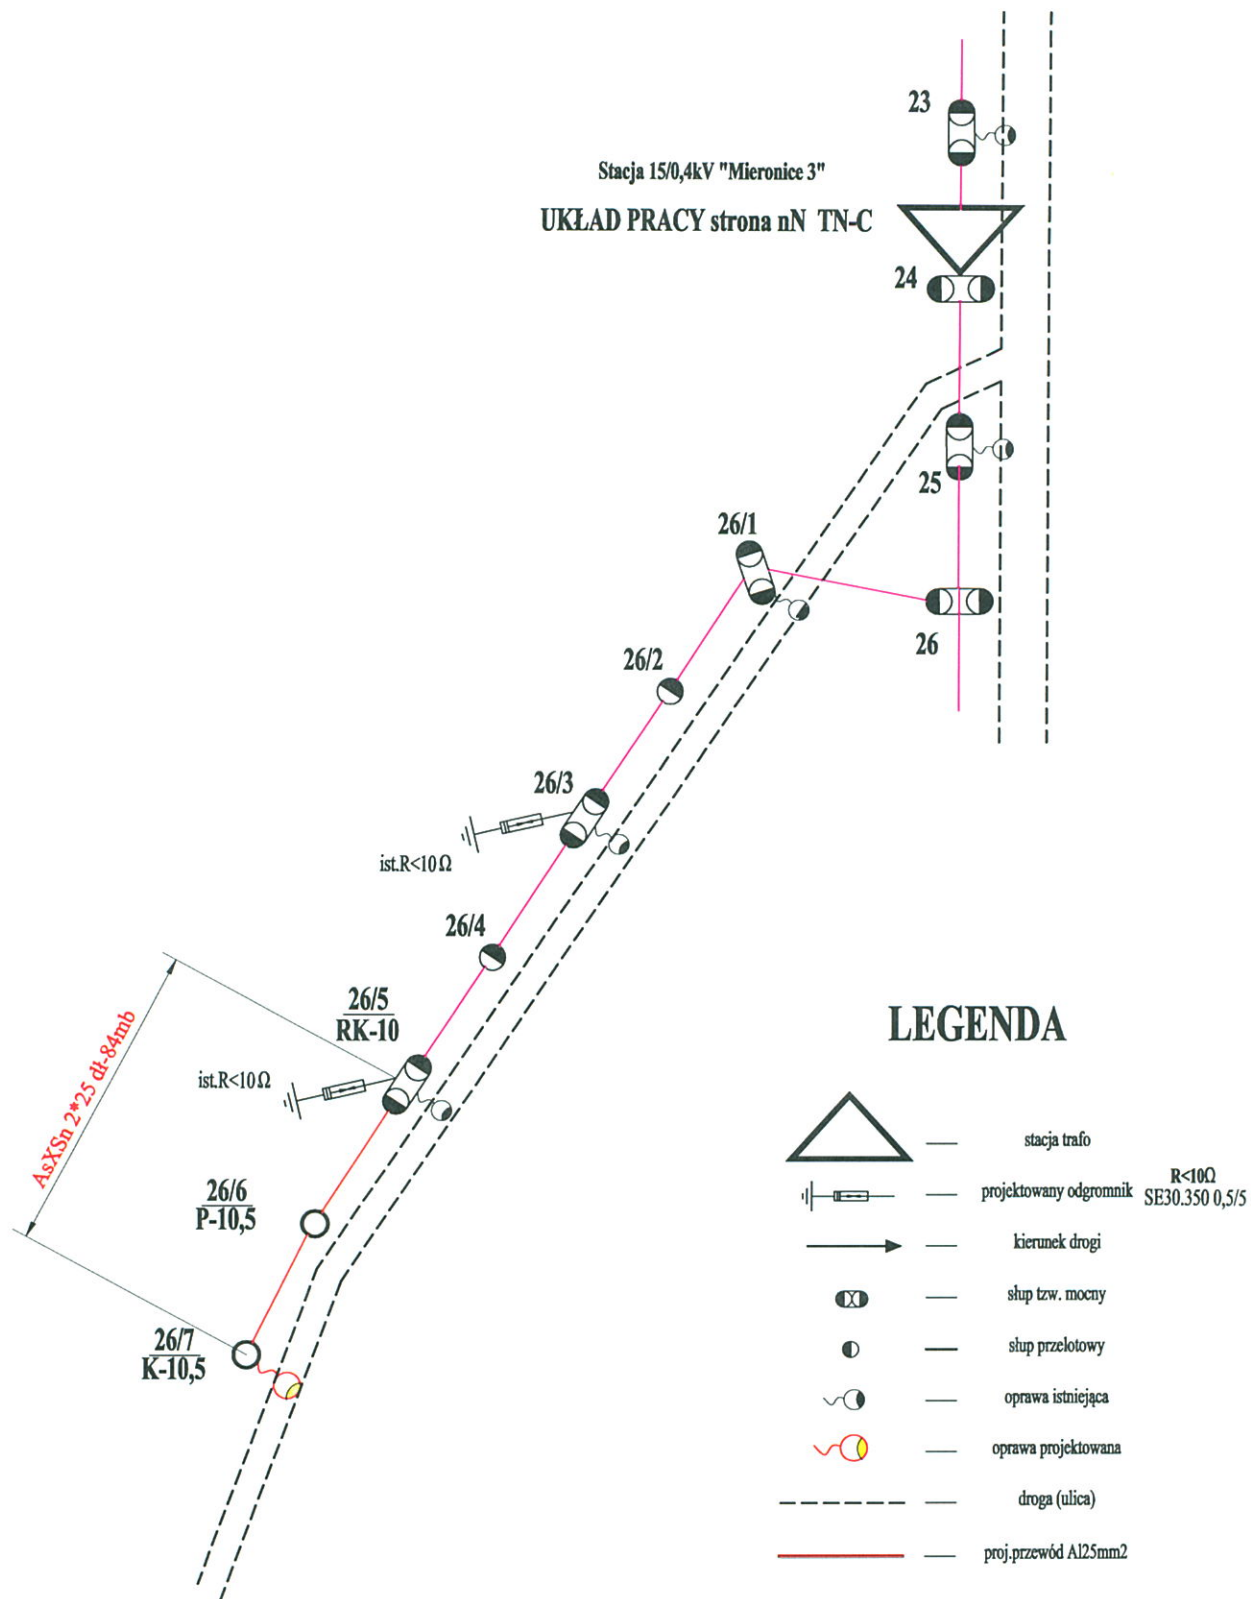 23
Stacja 15/0,4kV "Mieronice 3"
UKŁAD PRACY strona nN TN-C
24
25
26/1
26
26/2
26/3
ist.R<10Ω
26/4
26/5
RK-10
ist.R<10Ω
AsXSn 2*25 dł-84mb
26/6
P-10,5
26/7
K-10,5
LEGENDA
stacja trafo
projektowany odgromnik
R<10Ω
SE30.350 0,5/5
kierunek drogi
słup tzw. mocny
słup przelotowy
oprawa istniejąca
oprawa projektowana
droga (ulica)
proj.przewód Al25mm2